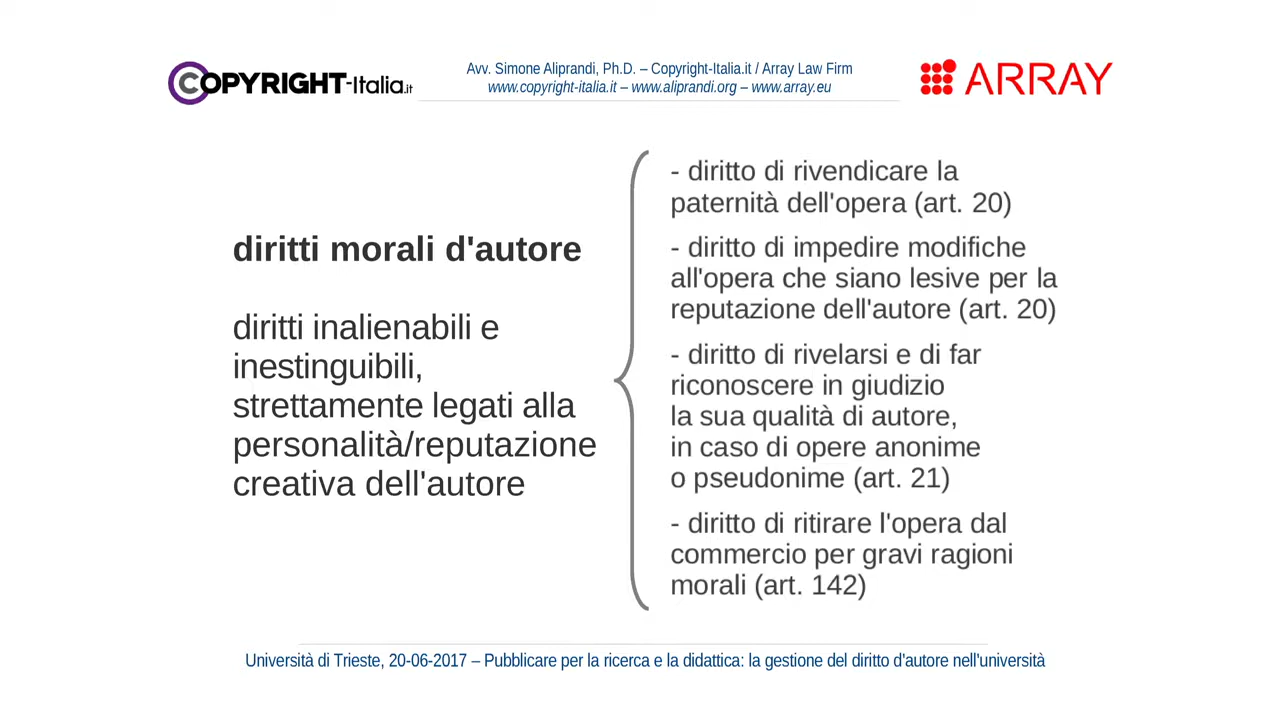 COPYRIGHT-Italia.it
Avv. Simone Aliprandi, Ph.D. – Copyright-Italia.it / Array Law Firm
www.copyright-italia.it – www.aliprandi.org – www.array.eu
ARRAY
diritti morali d'autore
diritti inalienabili e
inestinguibili,
strettamente legati alla
personalità/reputazione
creativa dell'autore
- diritto di rivendicare la
paternità dell'opera (art. 20)
- diritto di impedire modifiche
all'opera che siano lesive per la
reputazione dell'autore (art. 20)
- diritto di rivelarsi e di far
riconoscere in giudizio
la sua qualità di autore,
in caso di opere anonime
o pseudonime (art. 21)
- diritto di ritirare l'opera dal
commercio per gravi ragioni
morali (art. 142)
Università di Trieste, 20-06-2017 – Pubblicare per la ricerca e la didattica: la gestione del diritto d'autore nell'università